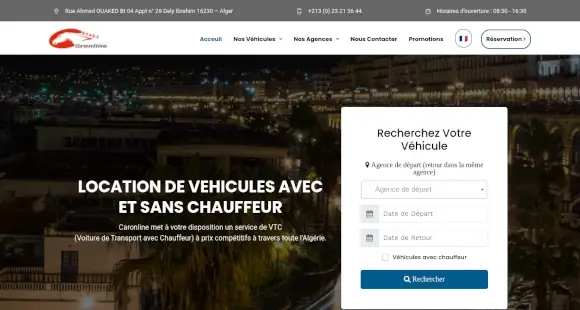 Rue Ahmed OUAKED Bt 04 Appt n° 28 Dely Ibrahim 16230 – Alger
+213 (0) 23 21 36 44
Horaires d'ouverture : 08:30 - 16:30
Caronline
Acceuil
Nos Véhicules
Nos Agences
Nous Contacter
Promotions
Réservation >
Recherchez Votre
Véhicule
Agence de départ (retour dans la même
agence)
Agence de départ
Date de Départ
Date de Retour
Véhicules avec chauffeur
Rechercher
LOCATION DE VEHICULES AVEC
ET SANS CHAUFFEUR
Caronline met à votre disposition un service de VTC
(Voiture de Transport avec Chauffeur) à prix compétitifs à travers toute l'Algérie.